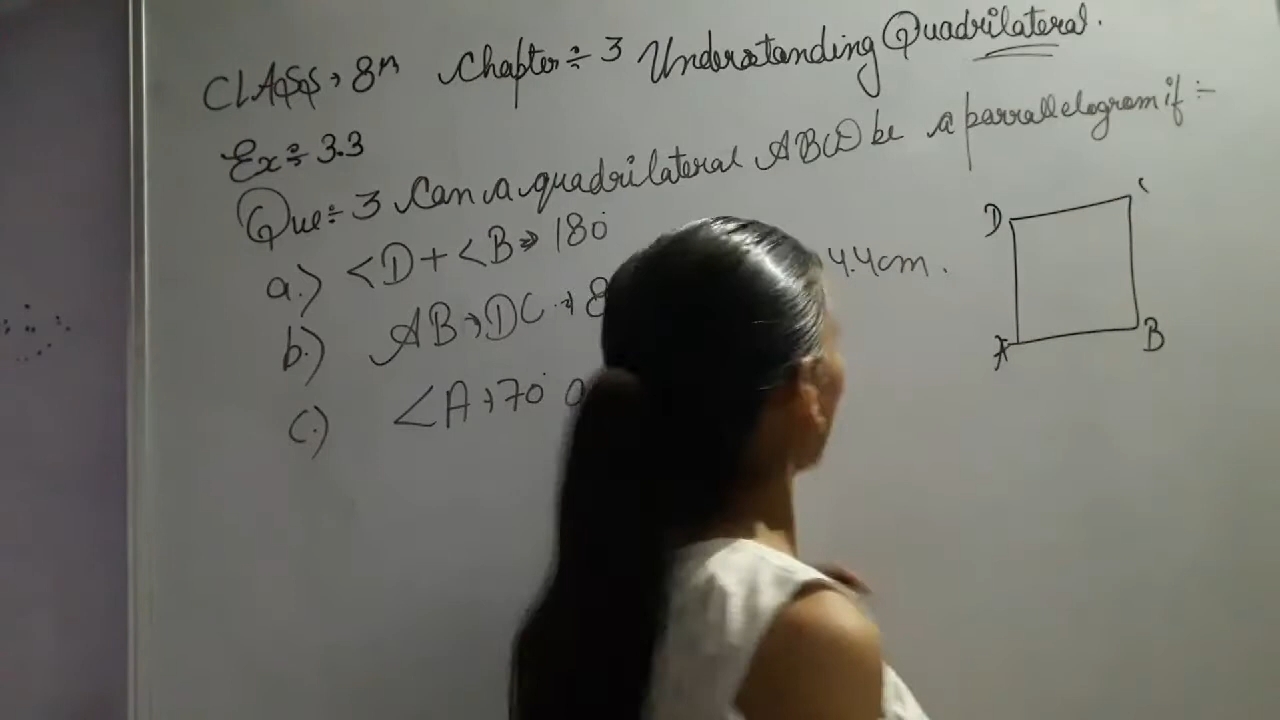 CLASS → 8th Chapter ÷ 3 Understanding Quadrilateral.
Ex ÷ 3.3
Que ÷ 3 Can a quadrilateral ABCD be a parrallelogram if :-
a.) <D + <B → 180°
b.) AB → DC → 8 4.4cm.
c.) <A → 70°
D C
A B